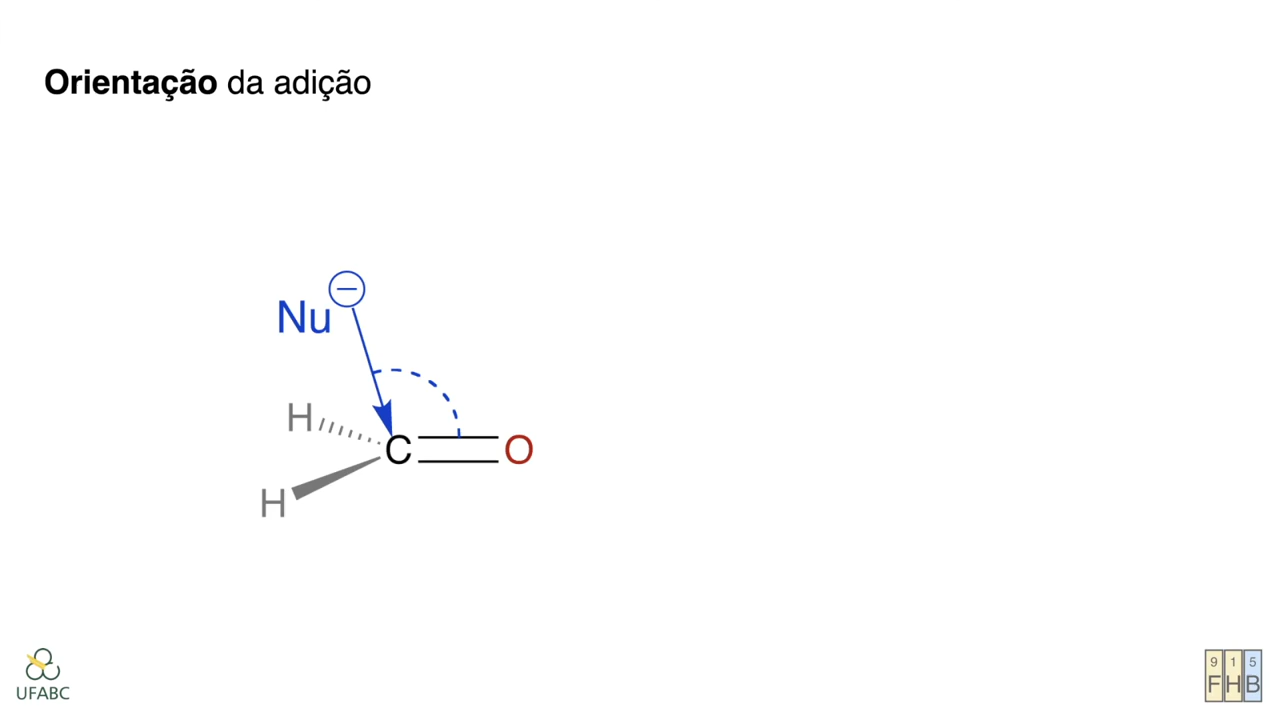 Orientação da adição
Nu −
H
C O
H
UFABC
9 1 5
F H B